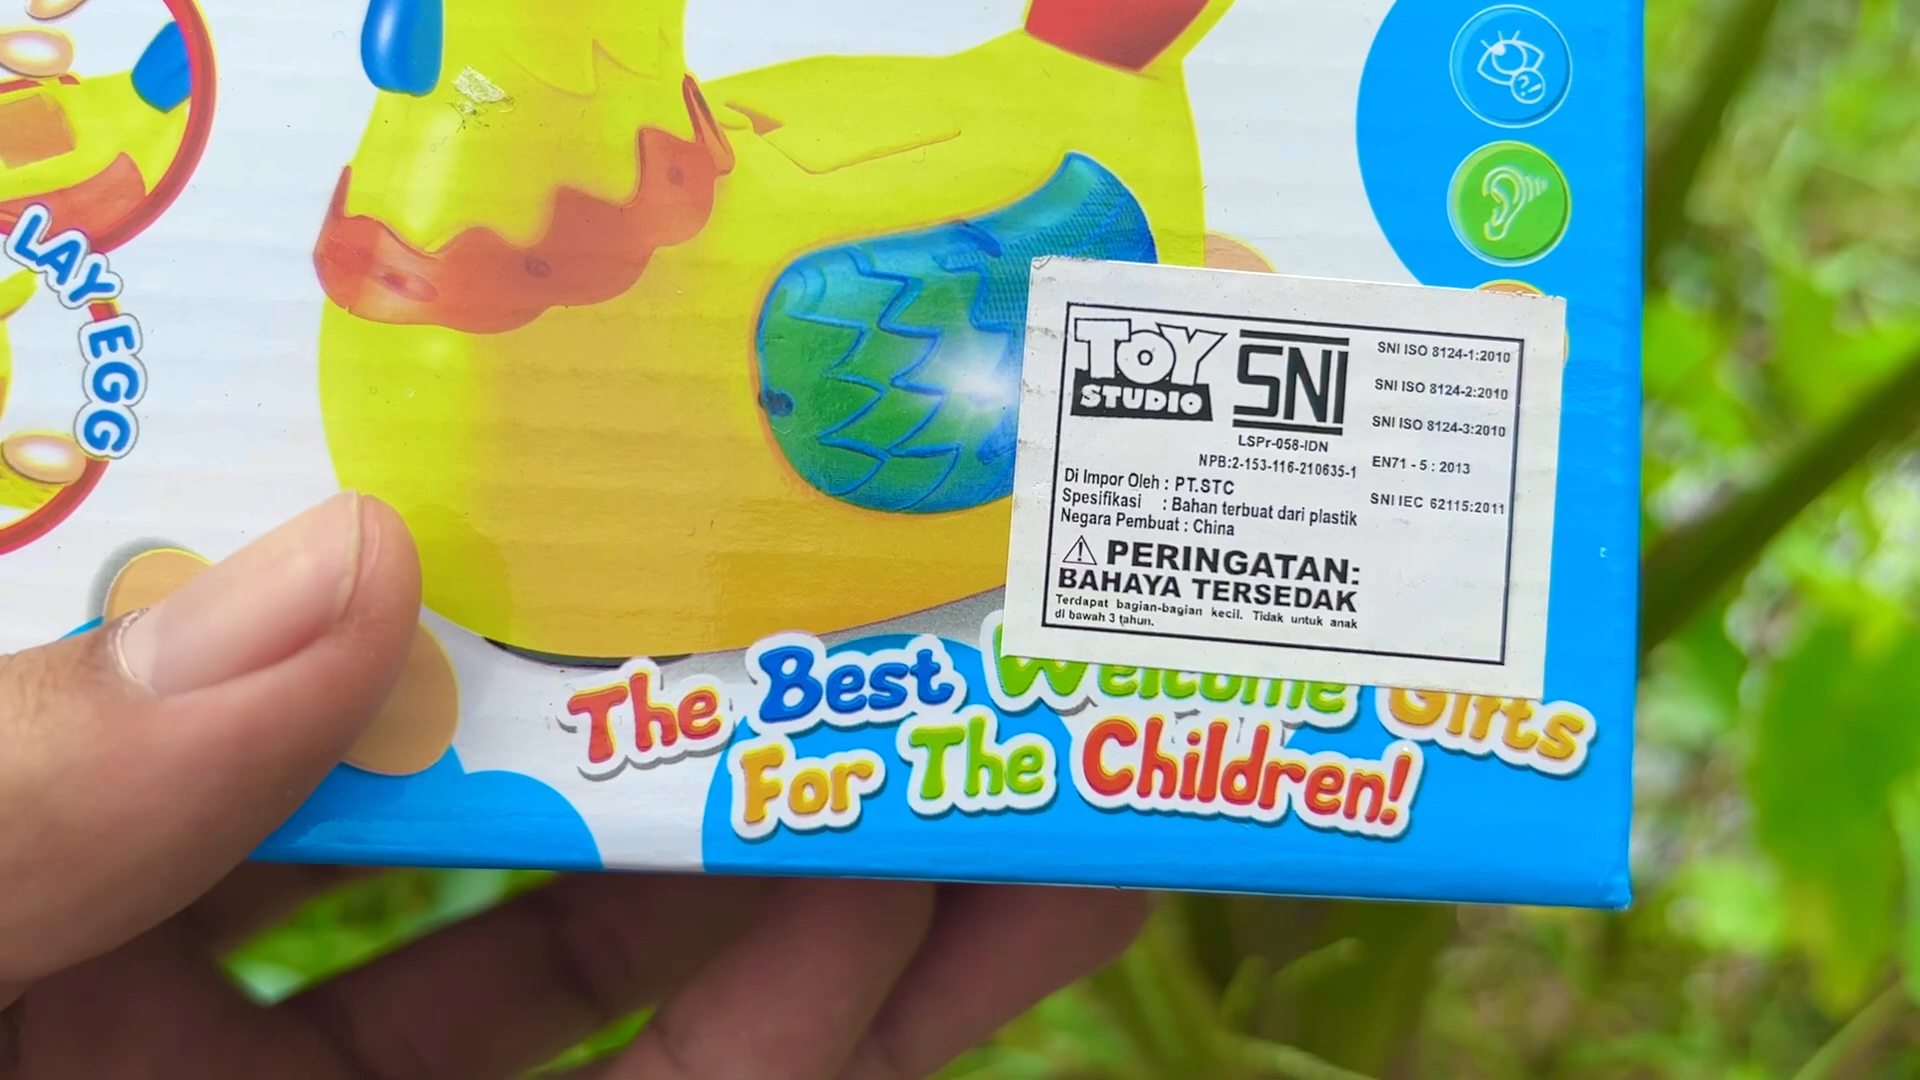 LAY EGG
TOY
STUDIO
SNI
LSPr-058-IDN
NPB:2-153-116-210635-1
SNI ISO 8124-1:2010
SNI ISO 8124-2:2010
SNI ISO 8124-3:2010
EN71 - 5 : 2013
SNI IEC 62115:2011
Di Impor Oleh : PT.STC
Spesifikasi : Bahan terbuat dari plastik
Negara Pembuat : China
PERINGATAN:
BAHAYA TERSEDAK
Terdapat bagian-bagian kecil. Tidak untuk anak
di bawah 3 tahun.
The Best Welcome Gifts
For The Children!